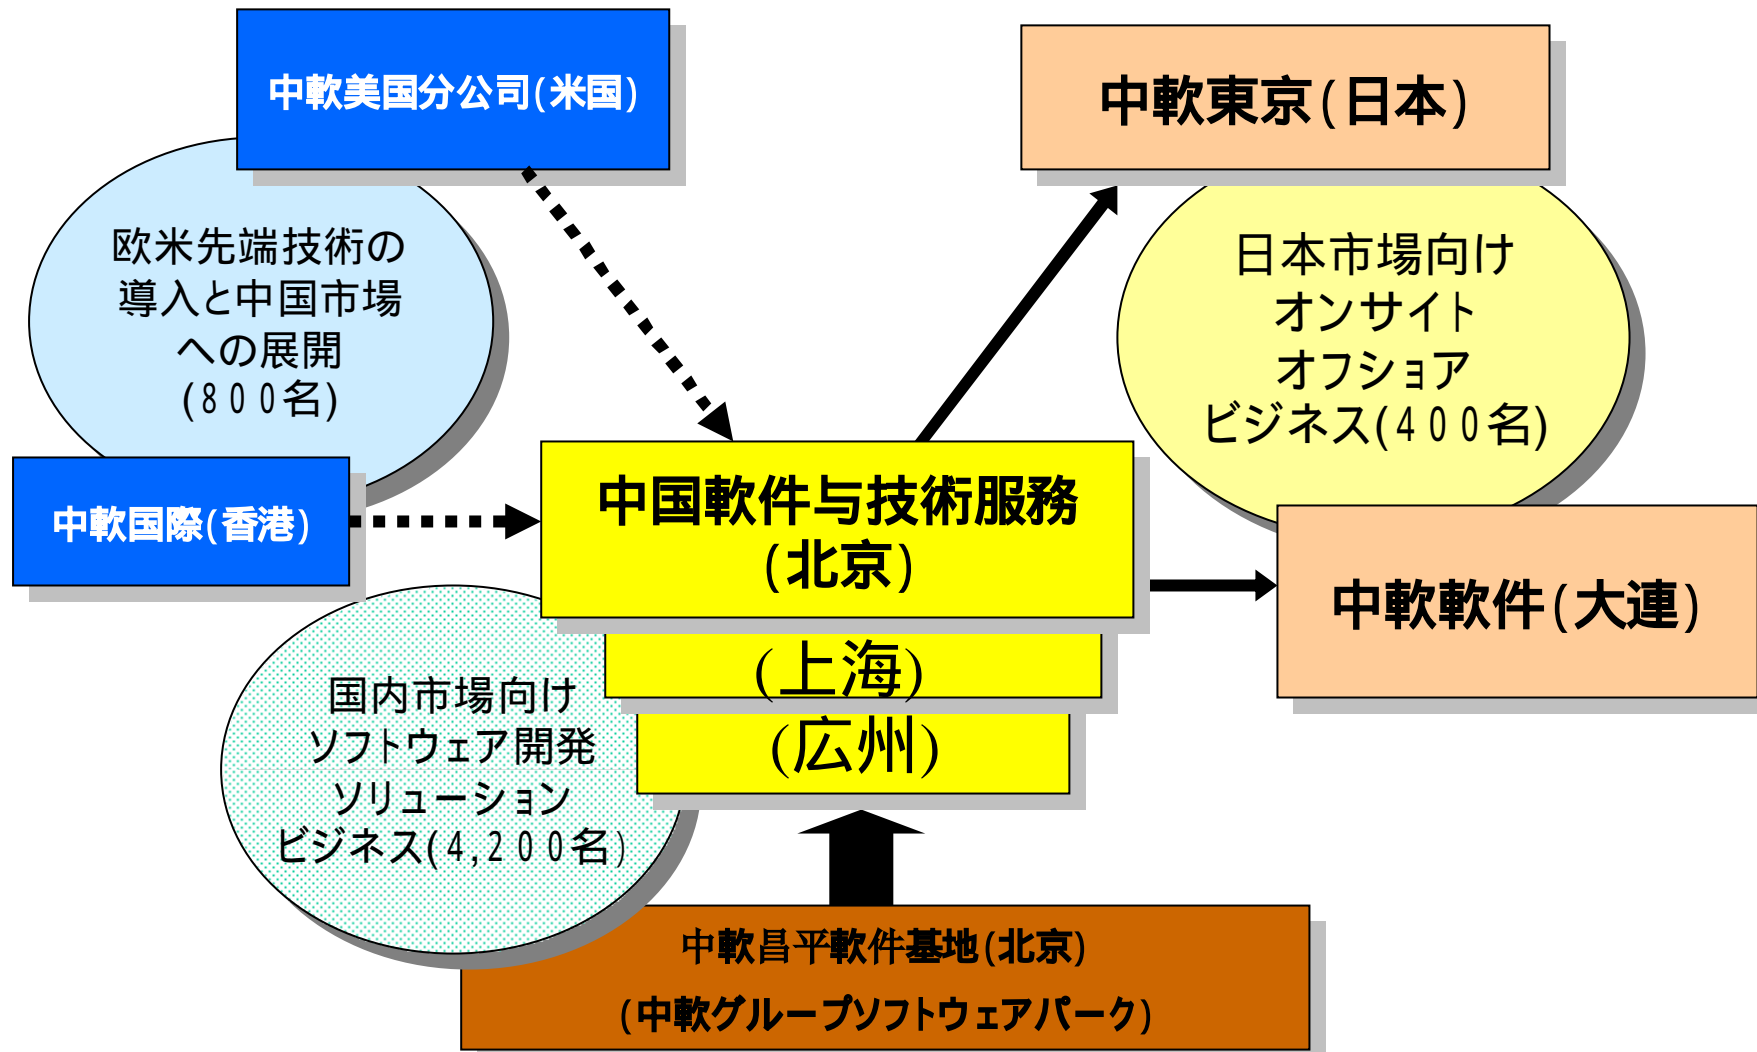 中軟美国分公司(米国)
中軟東京(日本)
欧米先端技術の
導入と中国市場
への展開
(800名)
日本市場向け
オンサイト
オフショア
ビジネス(400名)
中軟国際(香港)
中国軟件与技術服務
(北京)
中軟軟件(大連)
(上海)
(広州)
国内市場向け
ソフトウェア開発
ソリューション
ビジネス(4,200名)
中軟昌平軟件基地(北京)
(中軟グループソフトウェアパーク)